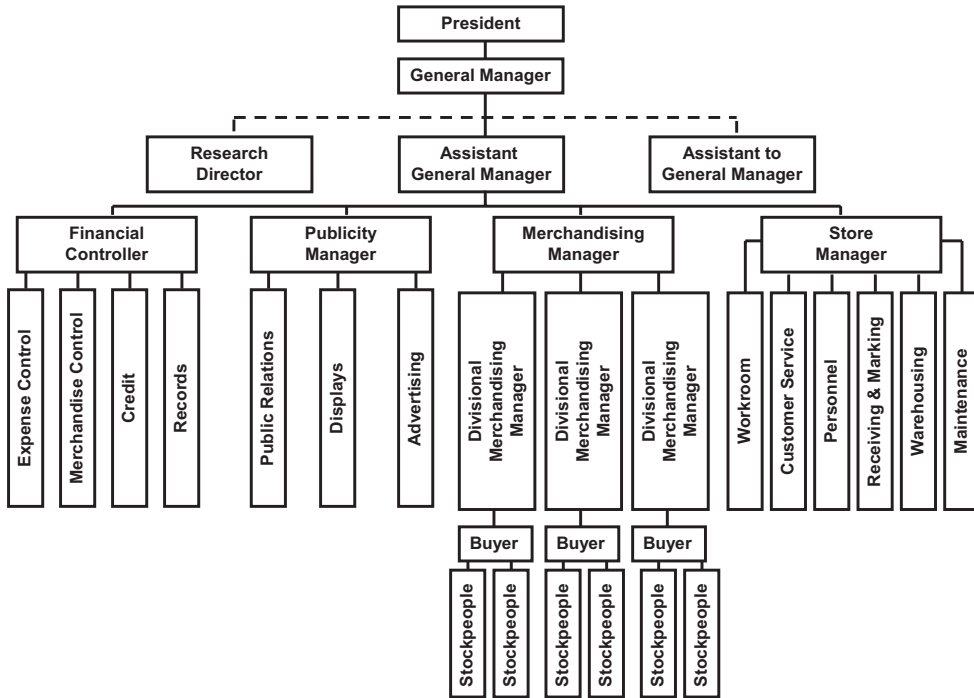 President
General Manager
Research
Director
Assistant
General Manager
Assistant to
General Manager
Financial
Controller
Publicity
Manager
Merchandising
Manager
Store
Manager
Expense Control
Merchandise Control
Credit
Records
Public Relations
Displays
Advertising
Divisional
Merchandising
Manager
Divisional
Merchandising
Manager
Divisional
Merchandising
Manager
Workroom
Customer Service
Personnel
Receiving & Marking
Warehousing
Maintenance
Buyer
Buyer
Buyer
Stockpeople
Stockpeople
Stockpeople
Stockpeople
Stockpeople
Stockpeople